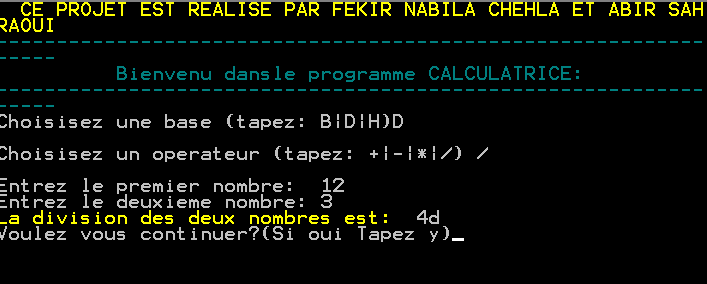 CE PROJET EST REALISE PAR FEKIR NABILA CHEHLA ET ABIR SAH
RAOUI
-----------------------------------------------------------
-----
Bienvenu dansle programme CALCULATRICE:
-----------------------------------------------------------
-----
Choisisez une base (tapez: B|D|H)D
Choisisez un operateur (tapez: +|-|*|/) /
Entrez le premier nombre:  12
Entrez le deuxieme nombre: 3
La division des deux nombres est:  4d
Voulez vous continuer?(Si oui Tapez y)_